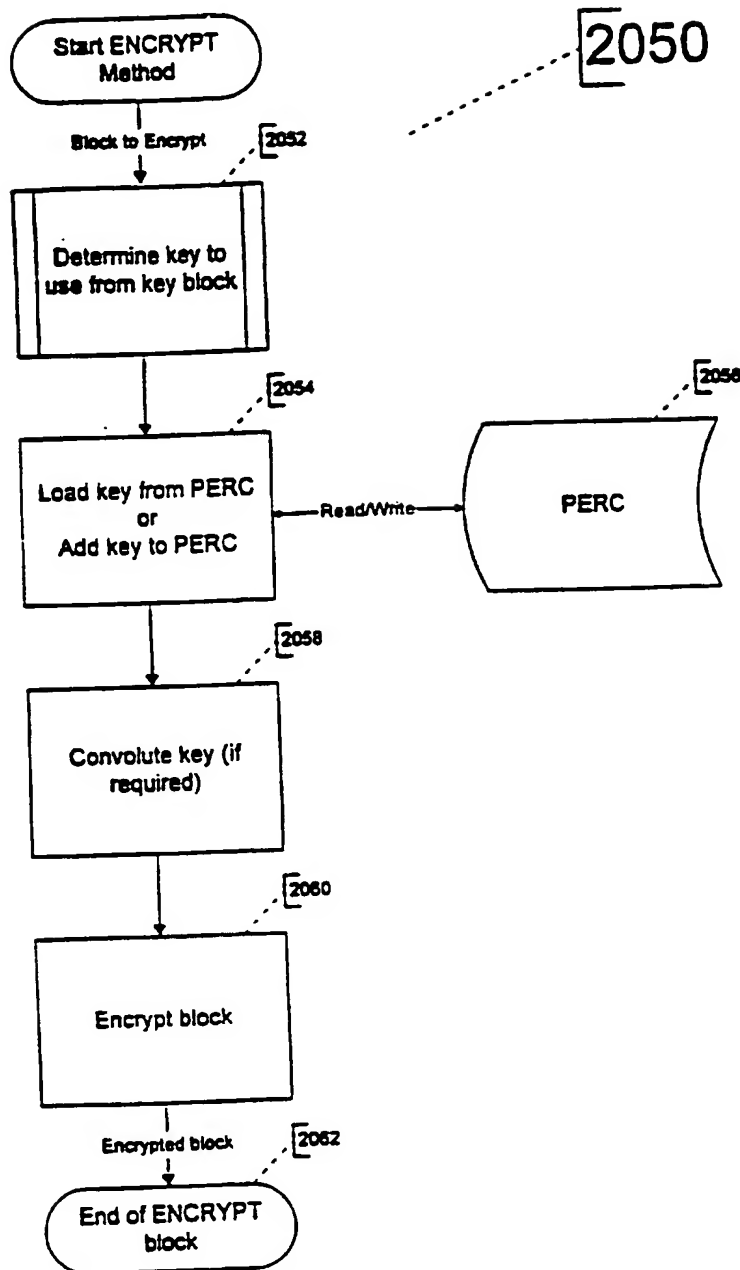 Start ENCRYPT
Method
2050
Block to Encrypt
2052
Determine key to
use from key block
2054
2056
Load key from PERC
or
Add key to PERC
Read/Write
PERC
2058
Convolute key (if
required)
2060
Encrypt block
Encrypted block
2062
End of ENCRYPT
block